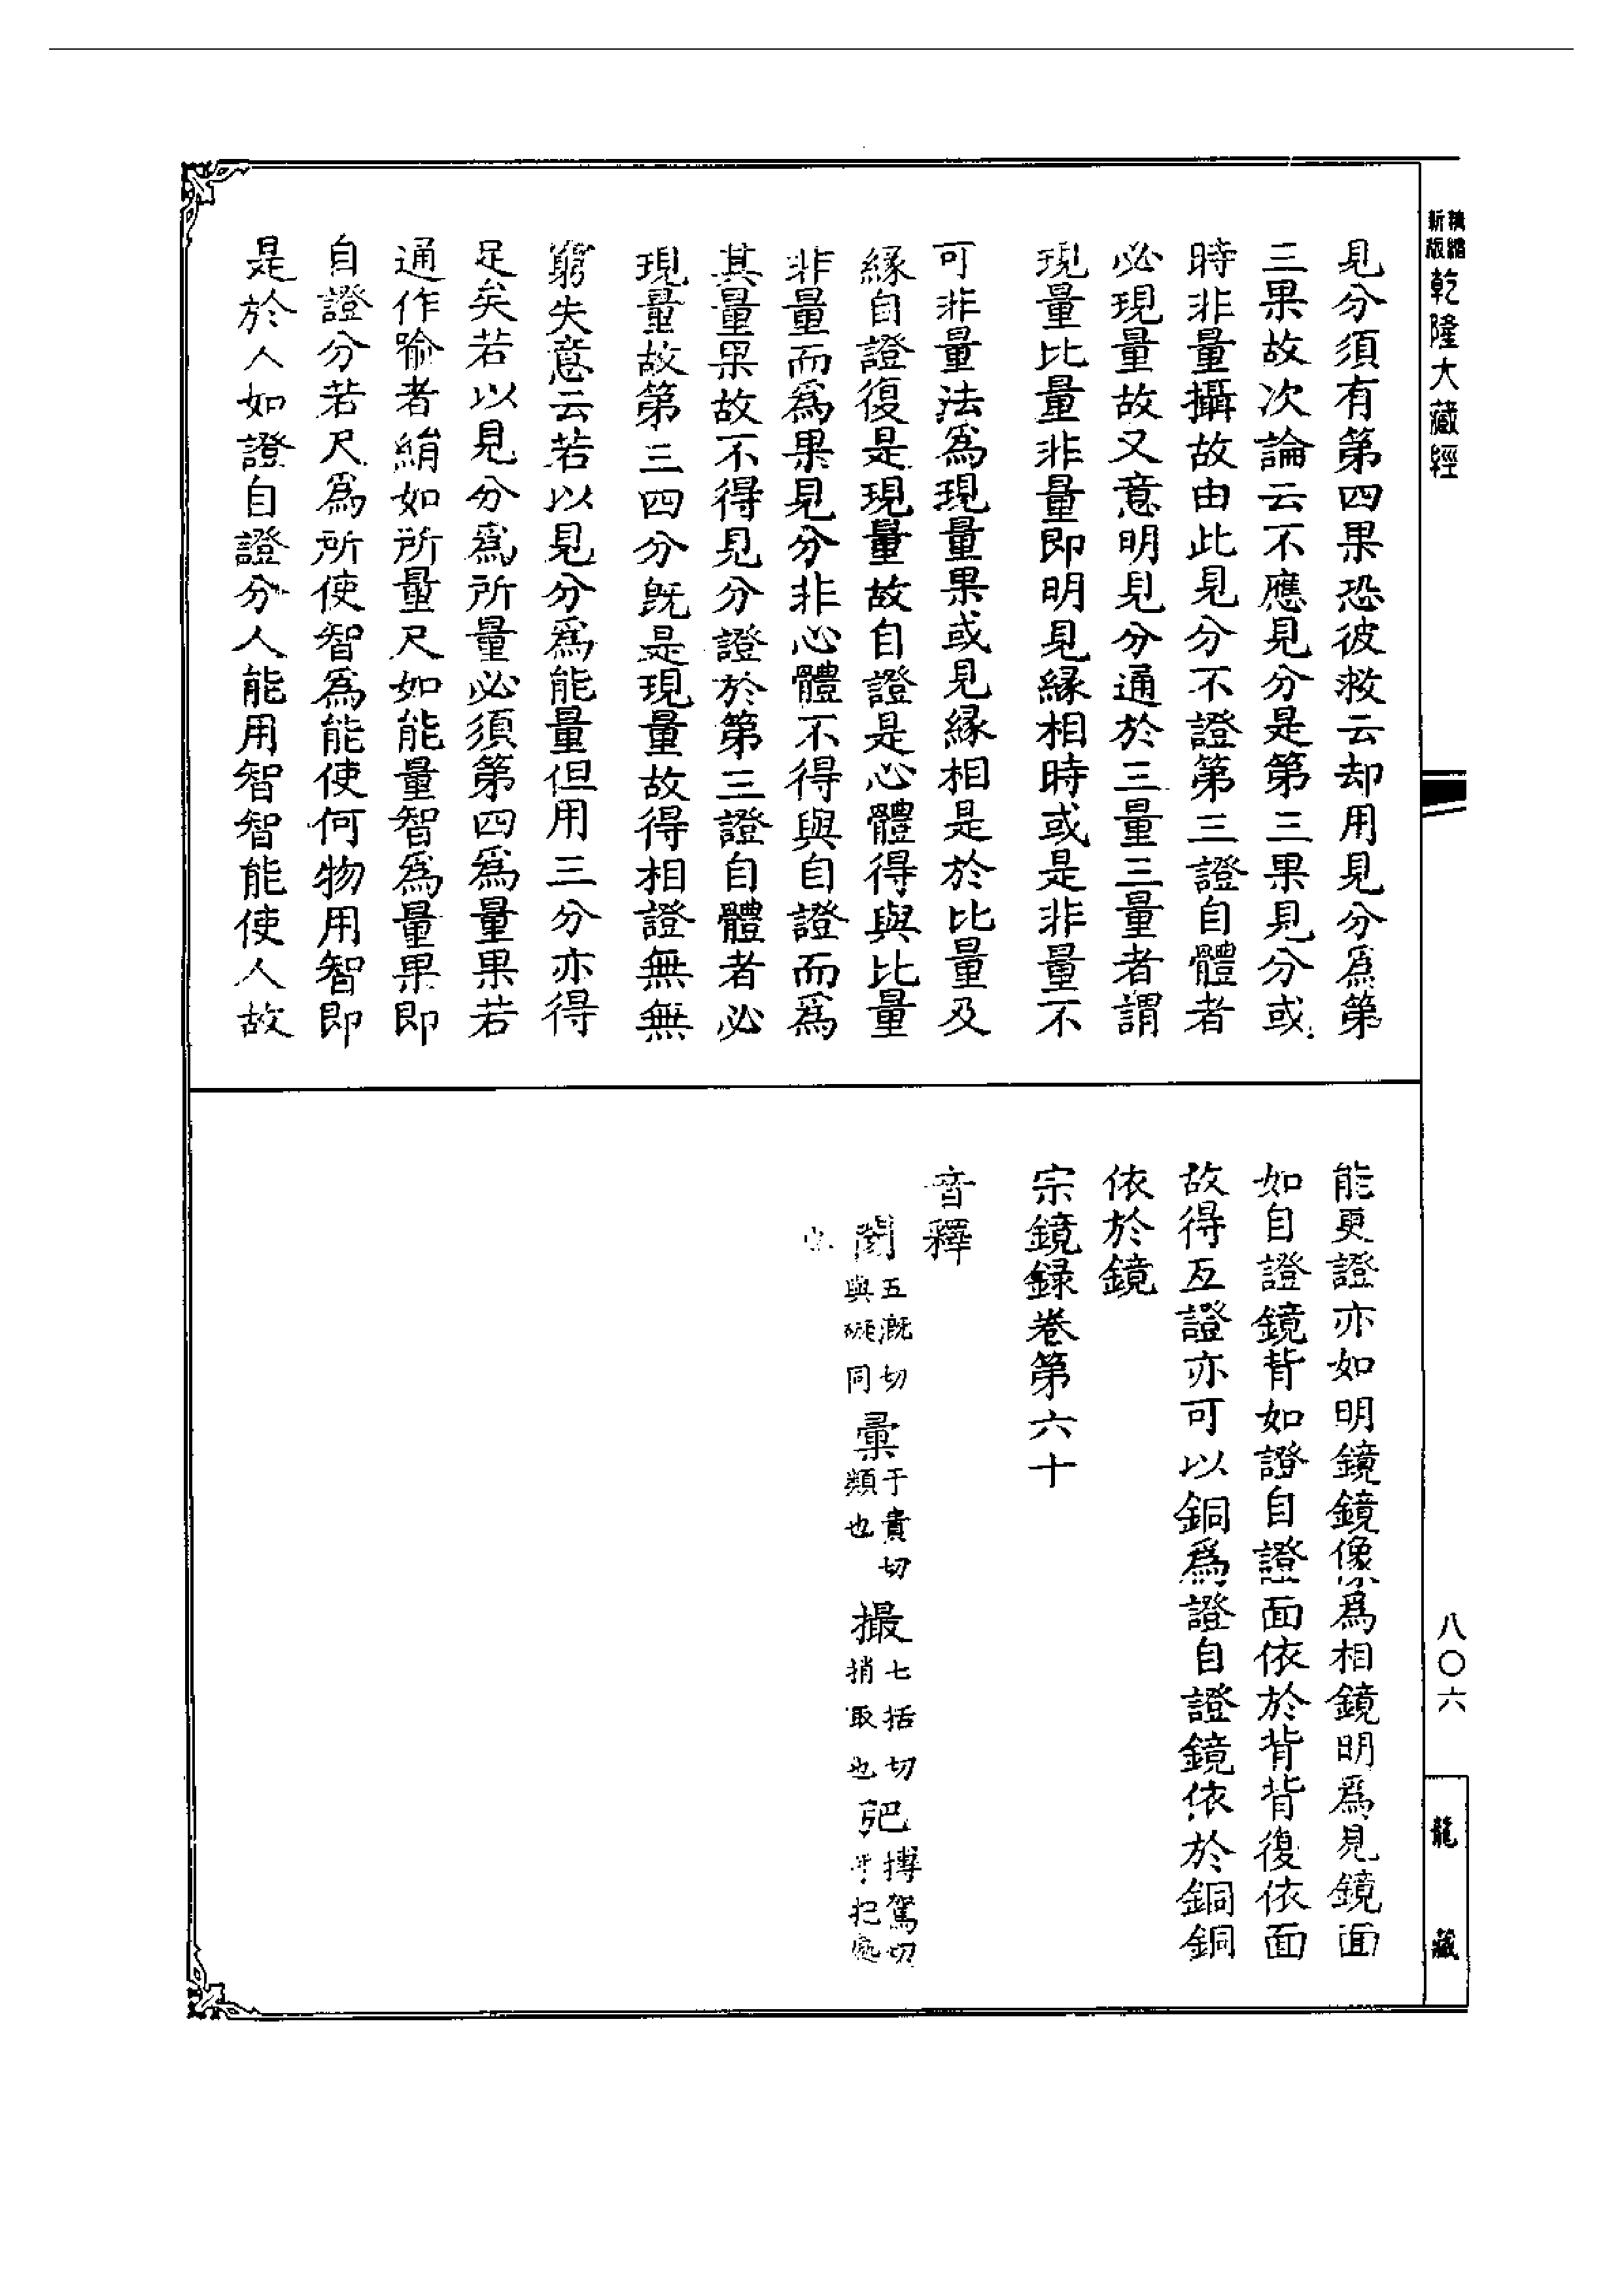 新版精縮乾隆大藏經
見分須有第四果恐彼救云却用見分爲第
三果故次論云不應見分是第三果見分或
時非量攝故由此見分不證第三證自體者
必現量故又意明見分通於三量三量者謂
現量比量非量即明見緣相時或是非量不
可非量法爲現量果或見緣相是於比量及
緣自證復是現量故自證是心體得與比量
非量而爲果見分非心體不得與自證而爲
其量果故不得見分證於第三證自體者必
現量故第三四分旣是現量故得相證無無
窮失意云若以見分爲能量但用三分亦得
足矣若以見分爲所量必須第四爲量果若
通作喻者絹如所量尺如能量智爲量果即
自證分若尺爲所使智爲能使何物用智即
是於人如證自證分人能用智智能使人故
能更證亦如明鏡鏡像爲相鏡明爲見鏡面
如自證鏡背如證自證面依於背背復依面
故得互證亦可以銅爲證自證鏡依於銅銅
依於鏡
宗鏡録卷第六十
音釋
閡五漑切與礙同彙于貴切類也撮七括切捎取也弝搏駕切手把處
也
八〇六
龍藏